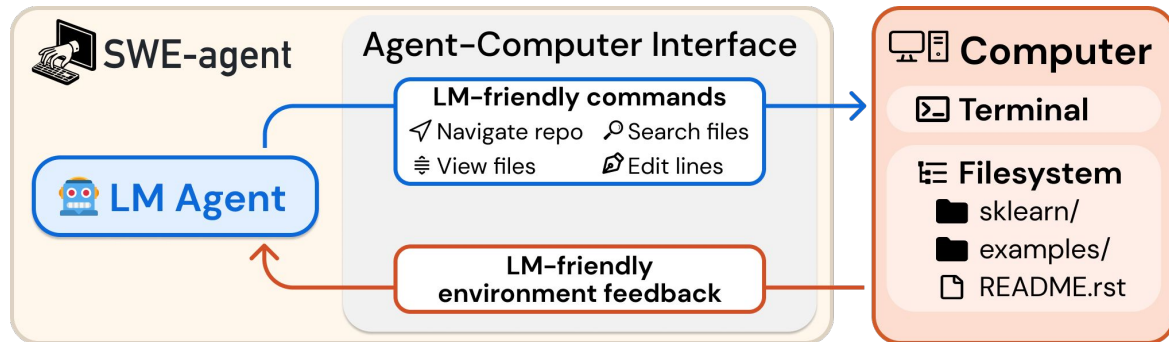 SWE-agent
Agent-Computer Interface
LM-friendly commands
Navigate repo Search files
View files Edit lines
LM Agent
LM-friendly
environment feedback
Computer
Terminal
Filesystem
sklearn/
examples/
README.rst